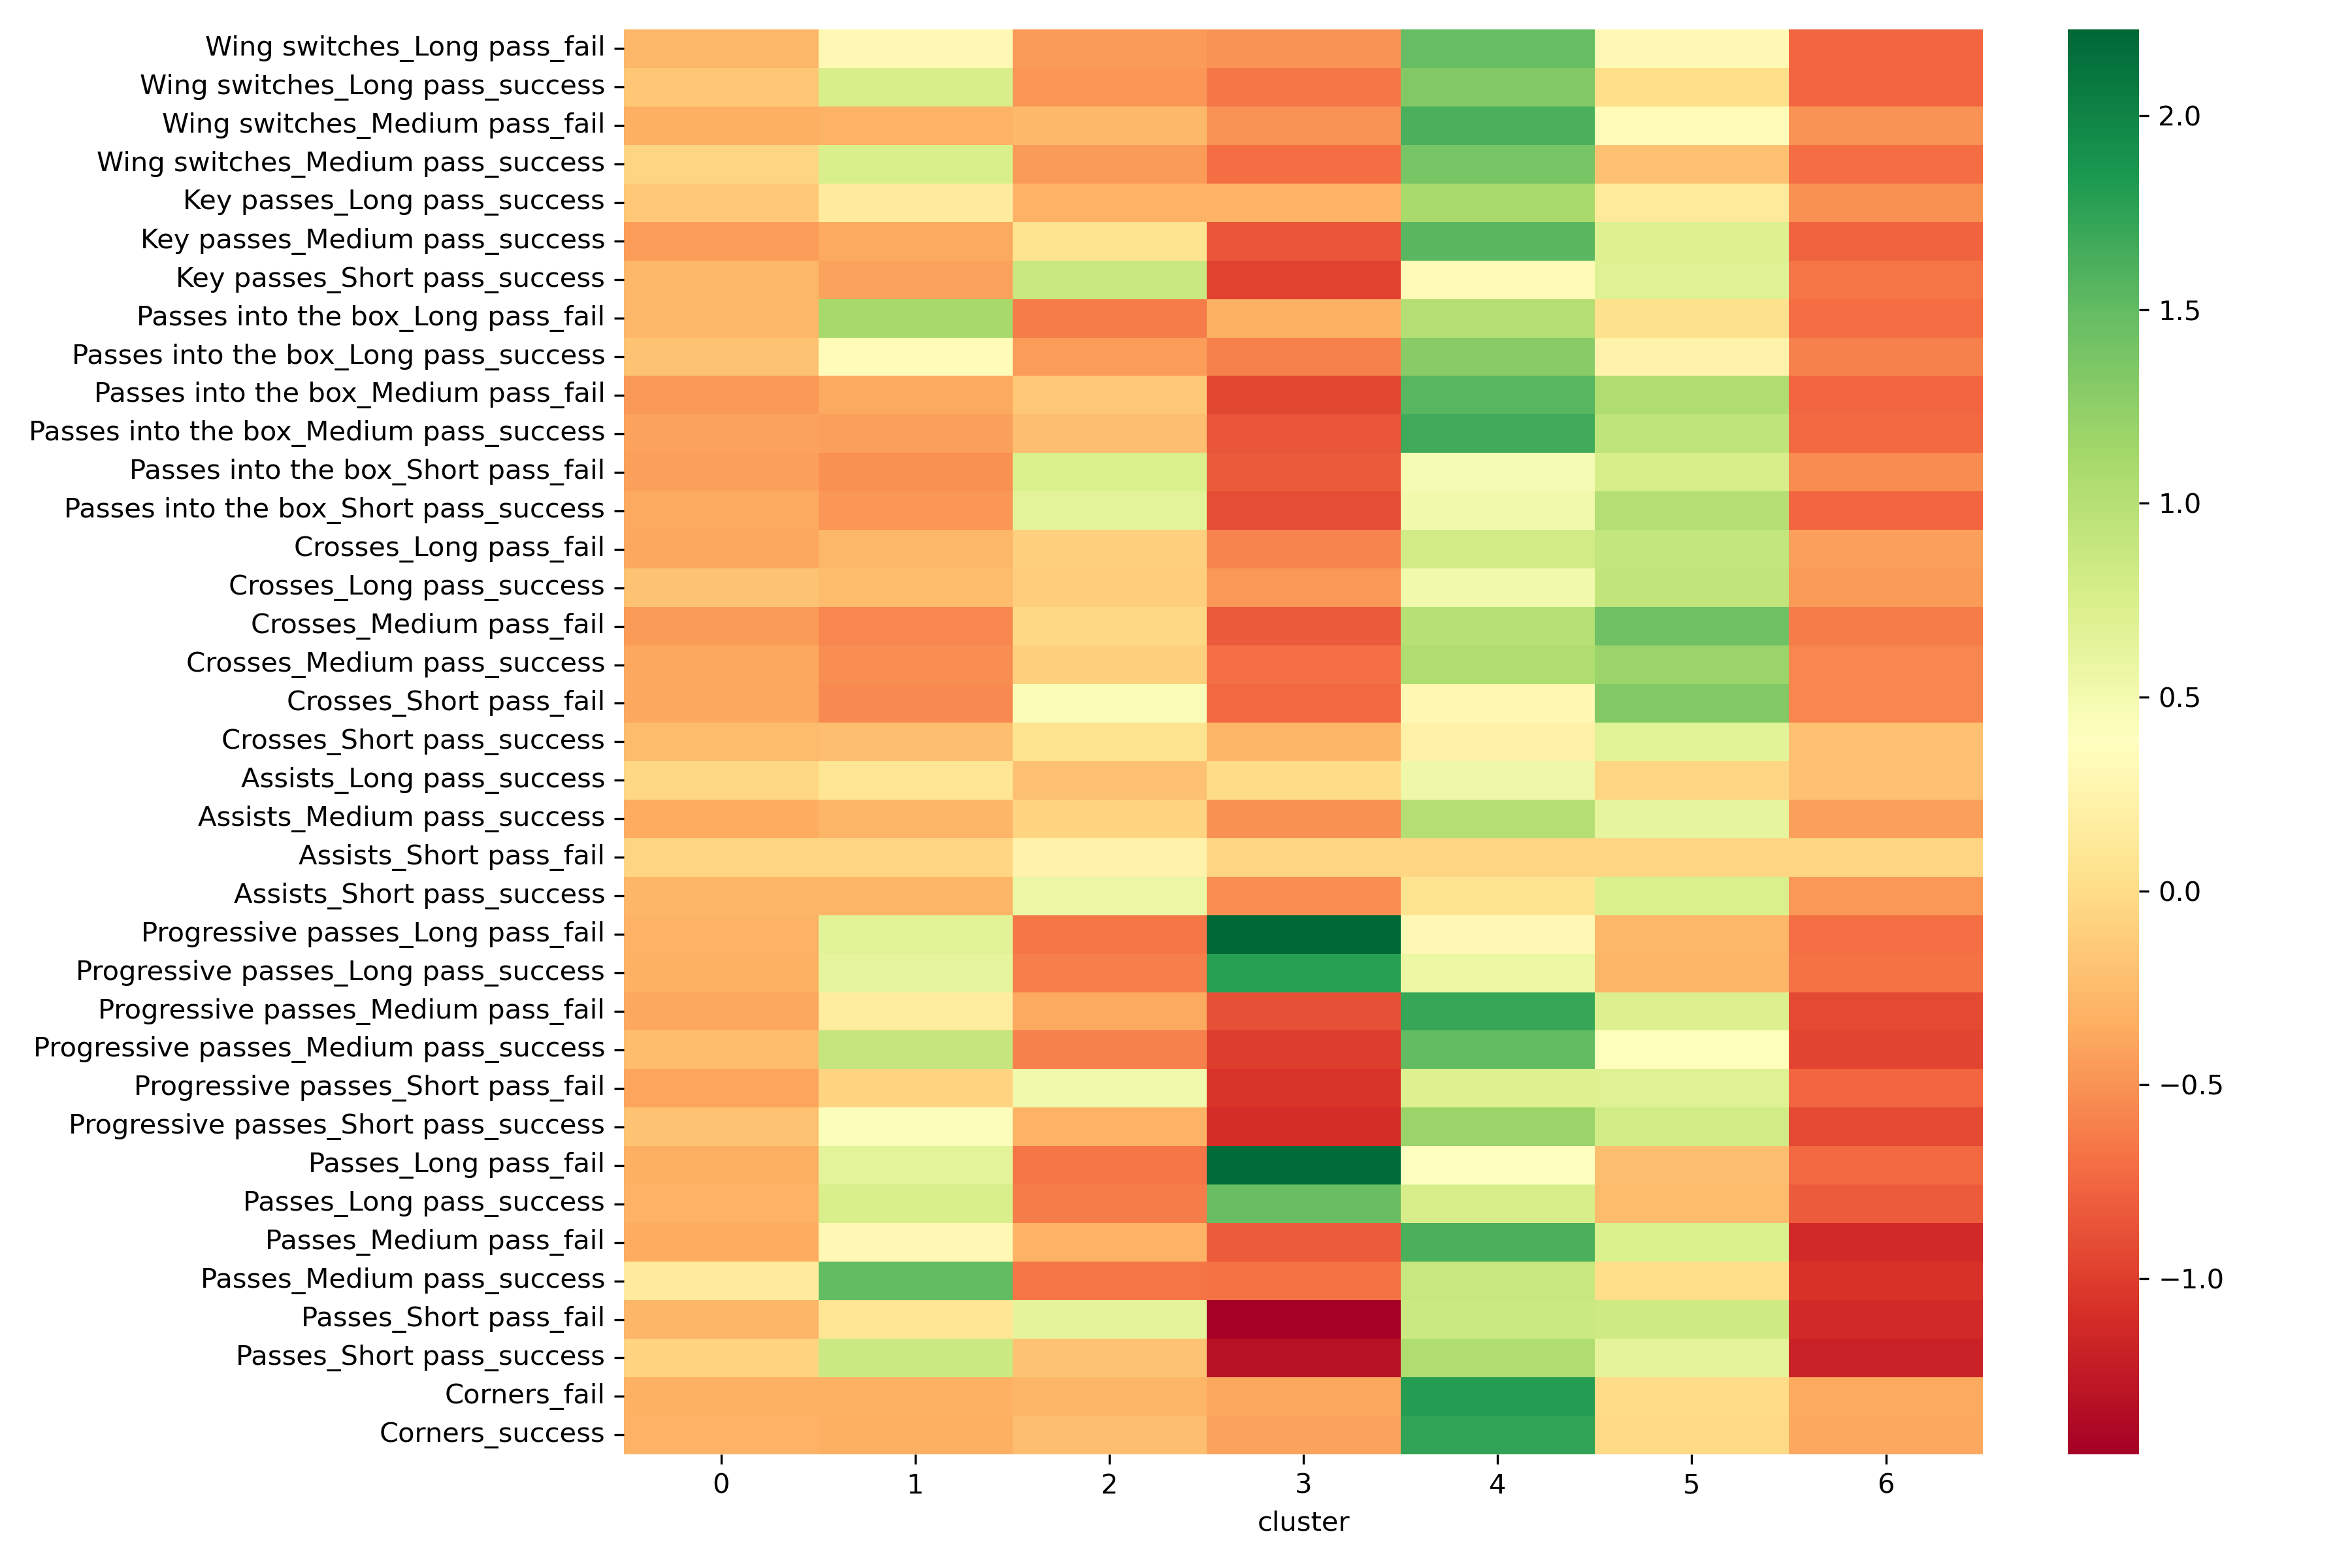 Wing switches_Long pass_fail
Wing switches_Long pass_success
Wing switches_Medium pass_fail
Wing switches_Medium pass_success
Key passes_Long pass_success
Key passes_Medium pass_success
Key passes_Short pass_success
Passes into the box_Long pass_fail
Passes into the box_Long pass_success
Passes into the box_Medium pass_fail
Passes into the box_Medium pass_success
Passes into the box_Short pass_fail
Passes into the box_Short pass_success
Crosses_Long pass_fail
Crosses_Long pass_success
Crosses_Medium pass_fail
Crosses_Medium pass_success
Crosses_Short pass_fail
Crosses_Short pass_success
Assists_Long pass_success
Assists_Medium pass_success
Assists_Short pass_fail
Assists_Short pass_success
Progressive passes_Long pass_fail
Progressive passes_Long pass_success
Progressive passes_Medium pass_fail
Progressive passes_Medium pass_success
Progressive passes_Short pass_fail
Progressive passes_Short pass_success
Passes_Long pass_fail
Passes_Long pass_success
Passes_Medium pass_fail
Passes_Medium pass_success
Passes_Short pass_fail
Passes_Short pass_success
Corners_fail
Corners_success
0 1 2 3 4 5 6
cluster
2.0
1.5
1.0
0.5
0.0
−0.5
−1.0